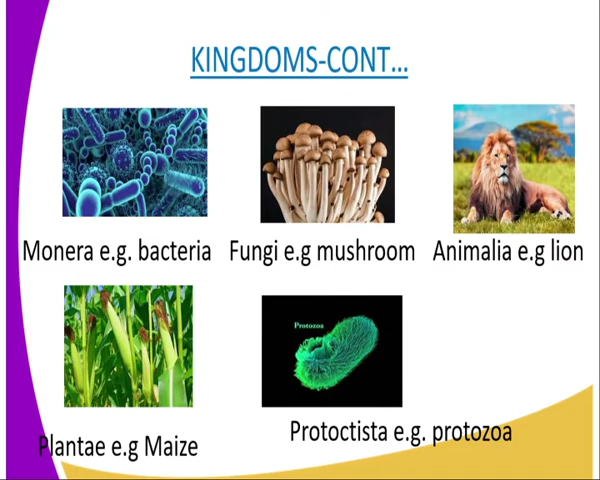 KINGDOMS-CONT...
Monera e.g. bacteria
Fungi e.g mushroom
Animalia e.g lion
Protozoa
Plantae e.g Maize
Protoctista e.g. protozoa